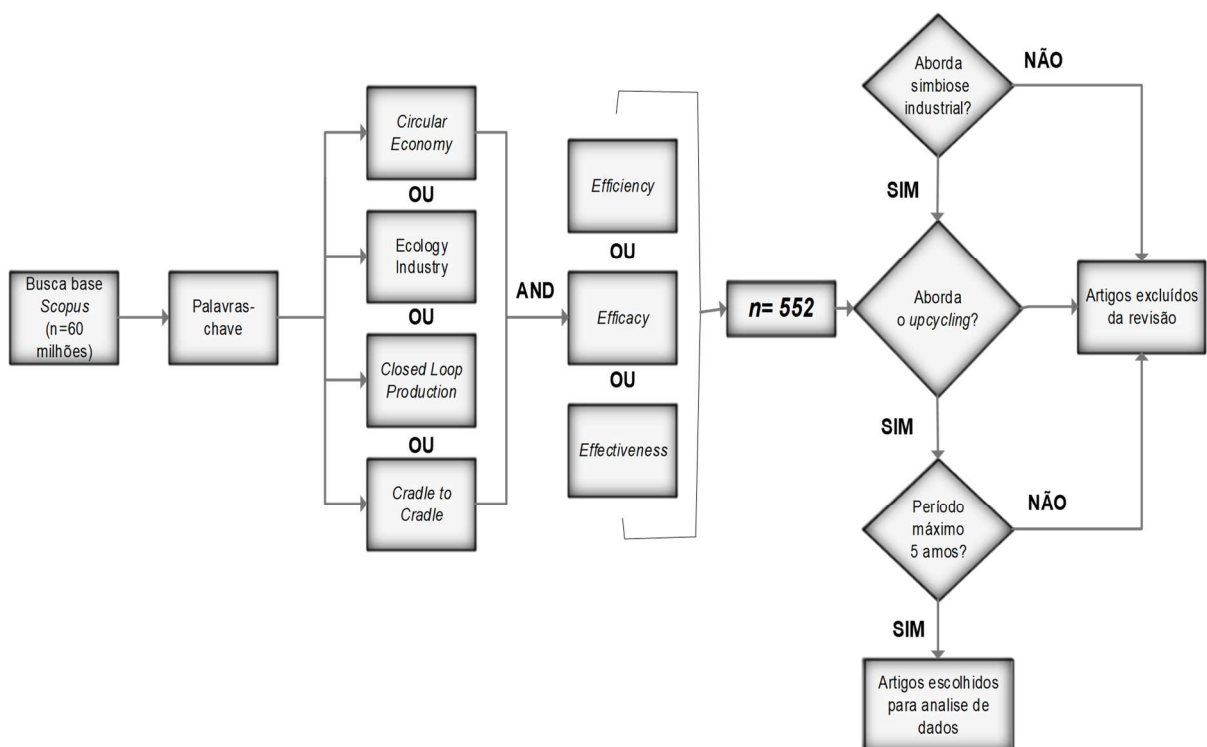 Busca base
Scopus
(n=60
milhões)
Palavras-
chave
Circular
Economy
OU
Ecology
Industry
OU
Closed Loop
Production
OU
Cradle to
Cradle
AND
Efficiency
OU
Efficacy
OU
Effectiveness
n= 552
Aborda
simbiose
industrial?
NÃO
SIM
Aborda
o upcycling?
Artigos excluídos
da revisão
SIM
Período
máximo
5 amos?
NÃO
SIM
Artigos escolhidos
para analise de
dados